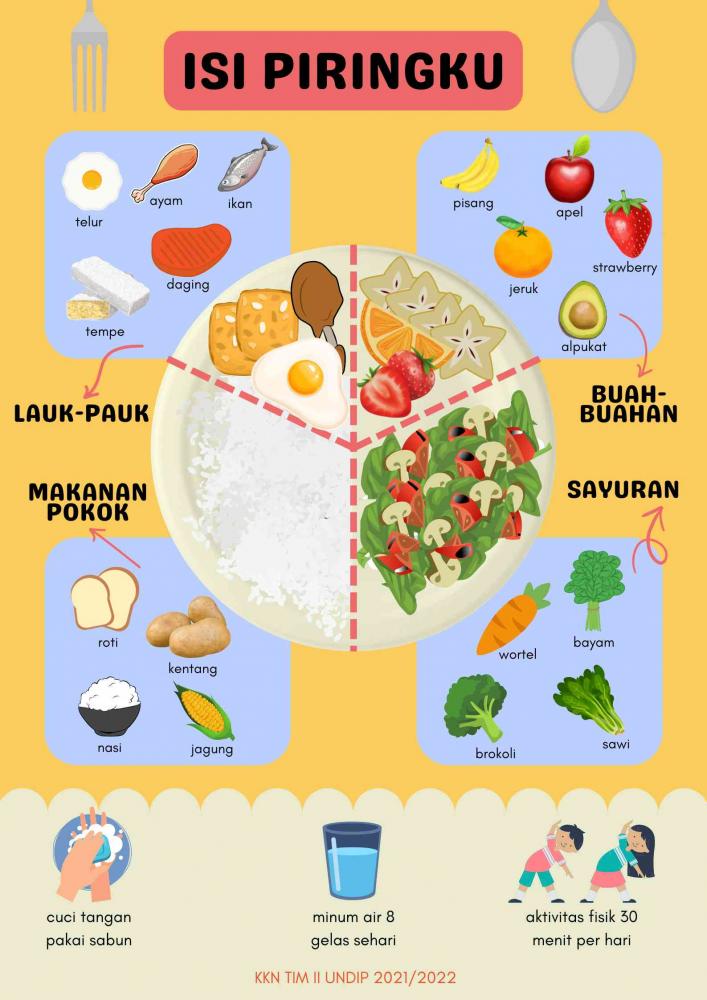 ISI PIRINGKU
telur
ayam
ikan
daging
tempe
LAUK-PAUK
pisang
apel
strawberry
jeruk
alpukat
BUAH-
BUAHAN
MAKANAN
POKOK
roti
kentang
nasi
jagung
SAYURAN
wortel
bayam
brokoli
sawi
cuci tangan
pakai sabun
minum air 8
gelas sehari
aktivitas fisik 30
menit per hari
KKN TIM II UNDIP 2021/2022